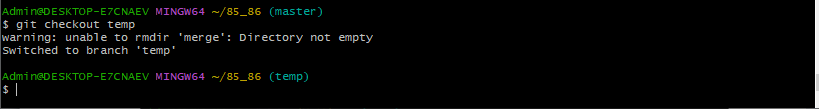 Admin@DESKTOP-E7CNAEV MINGW64 ~/85_86 (master)
$ git checkout temp
warning: unable to rmdir 'merge': Directory not empty
Switched to branch 'temp'
Admin@DESKTOP-E7CNAEV MINGW64 ~/85_86 (temp)
$